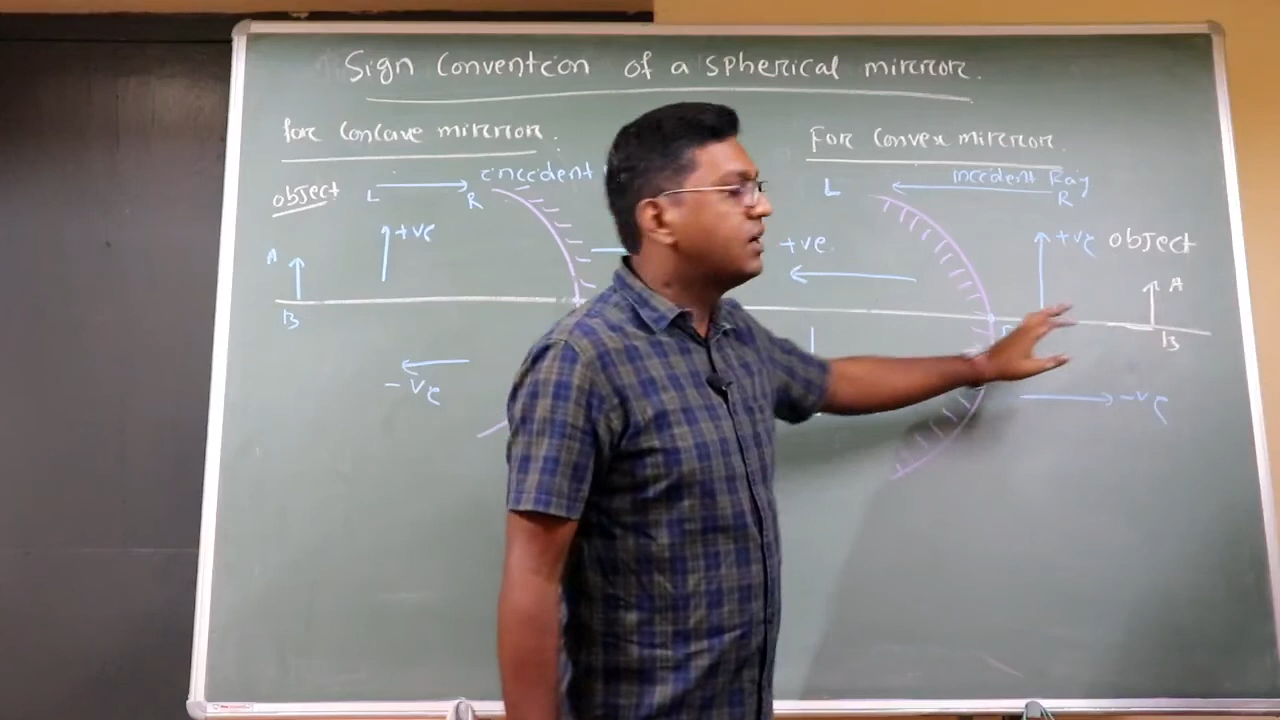 Sign Convention of a spherical mirror.
for concave mirror.
object
L
R
incident
+ve
A
B
-ve
For convex mirror.
L
incident Ray
R
+ve
+ve
object
A
B
-ve